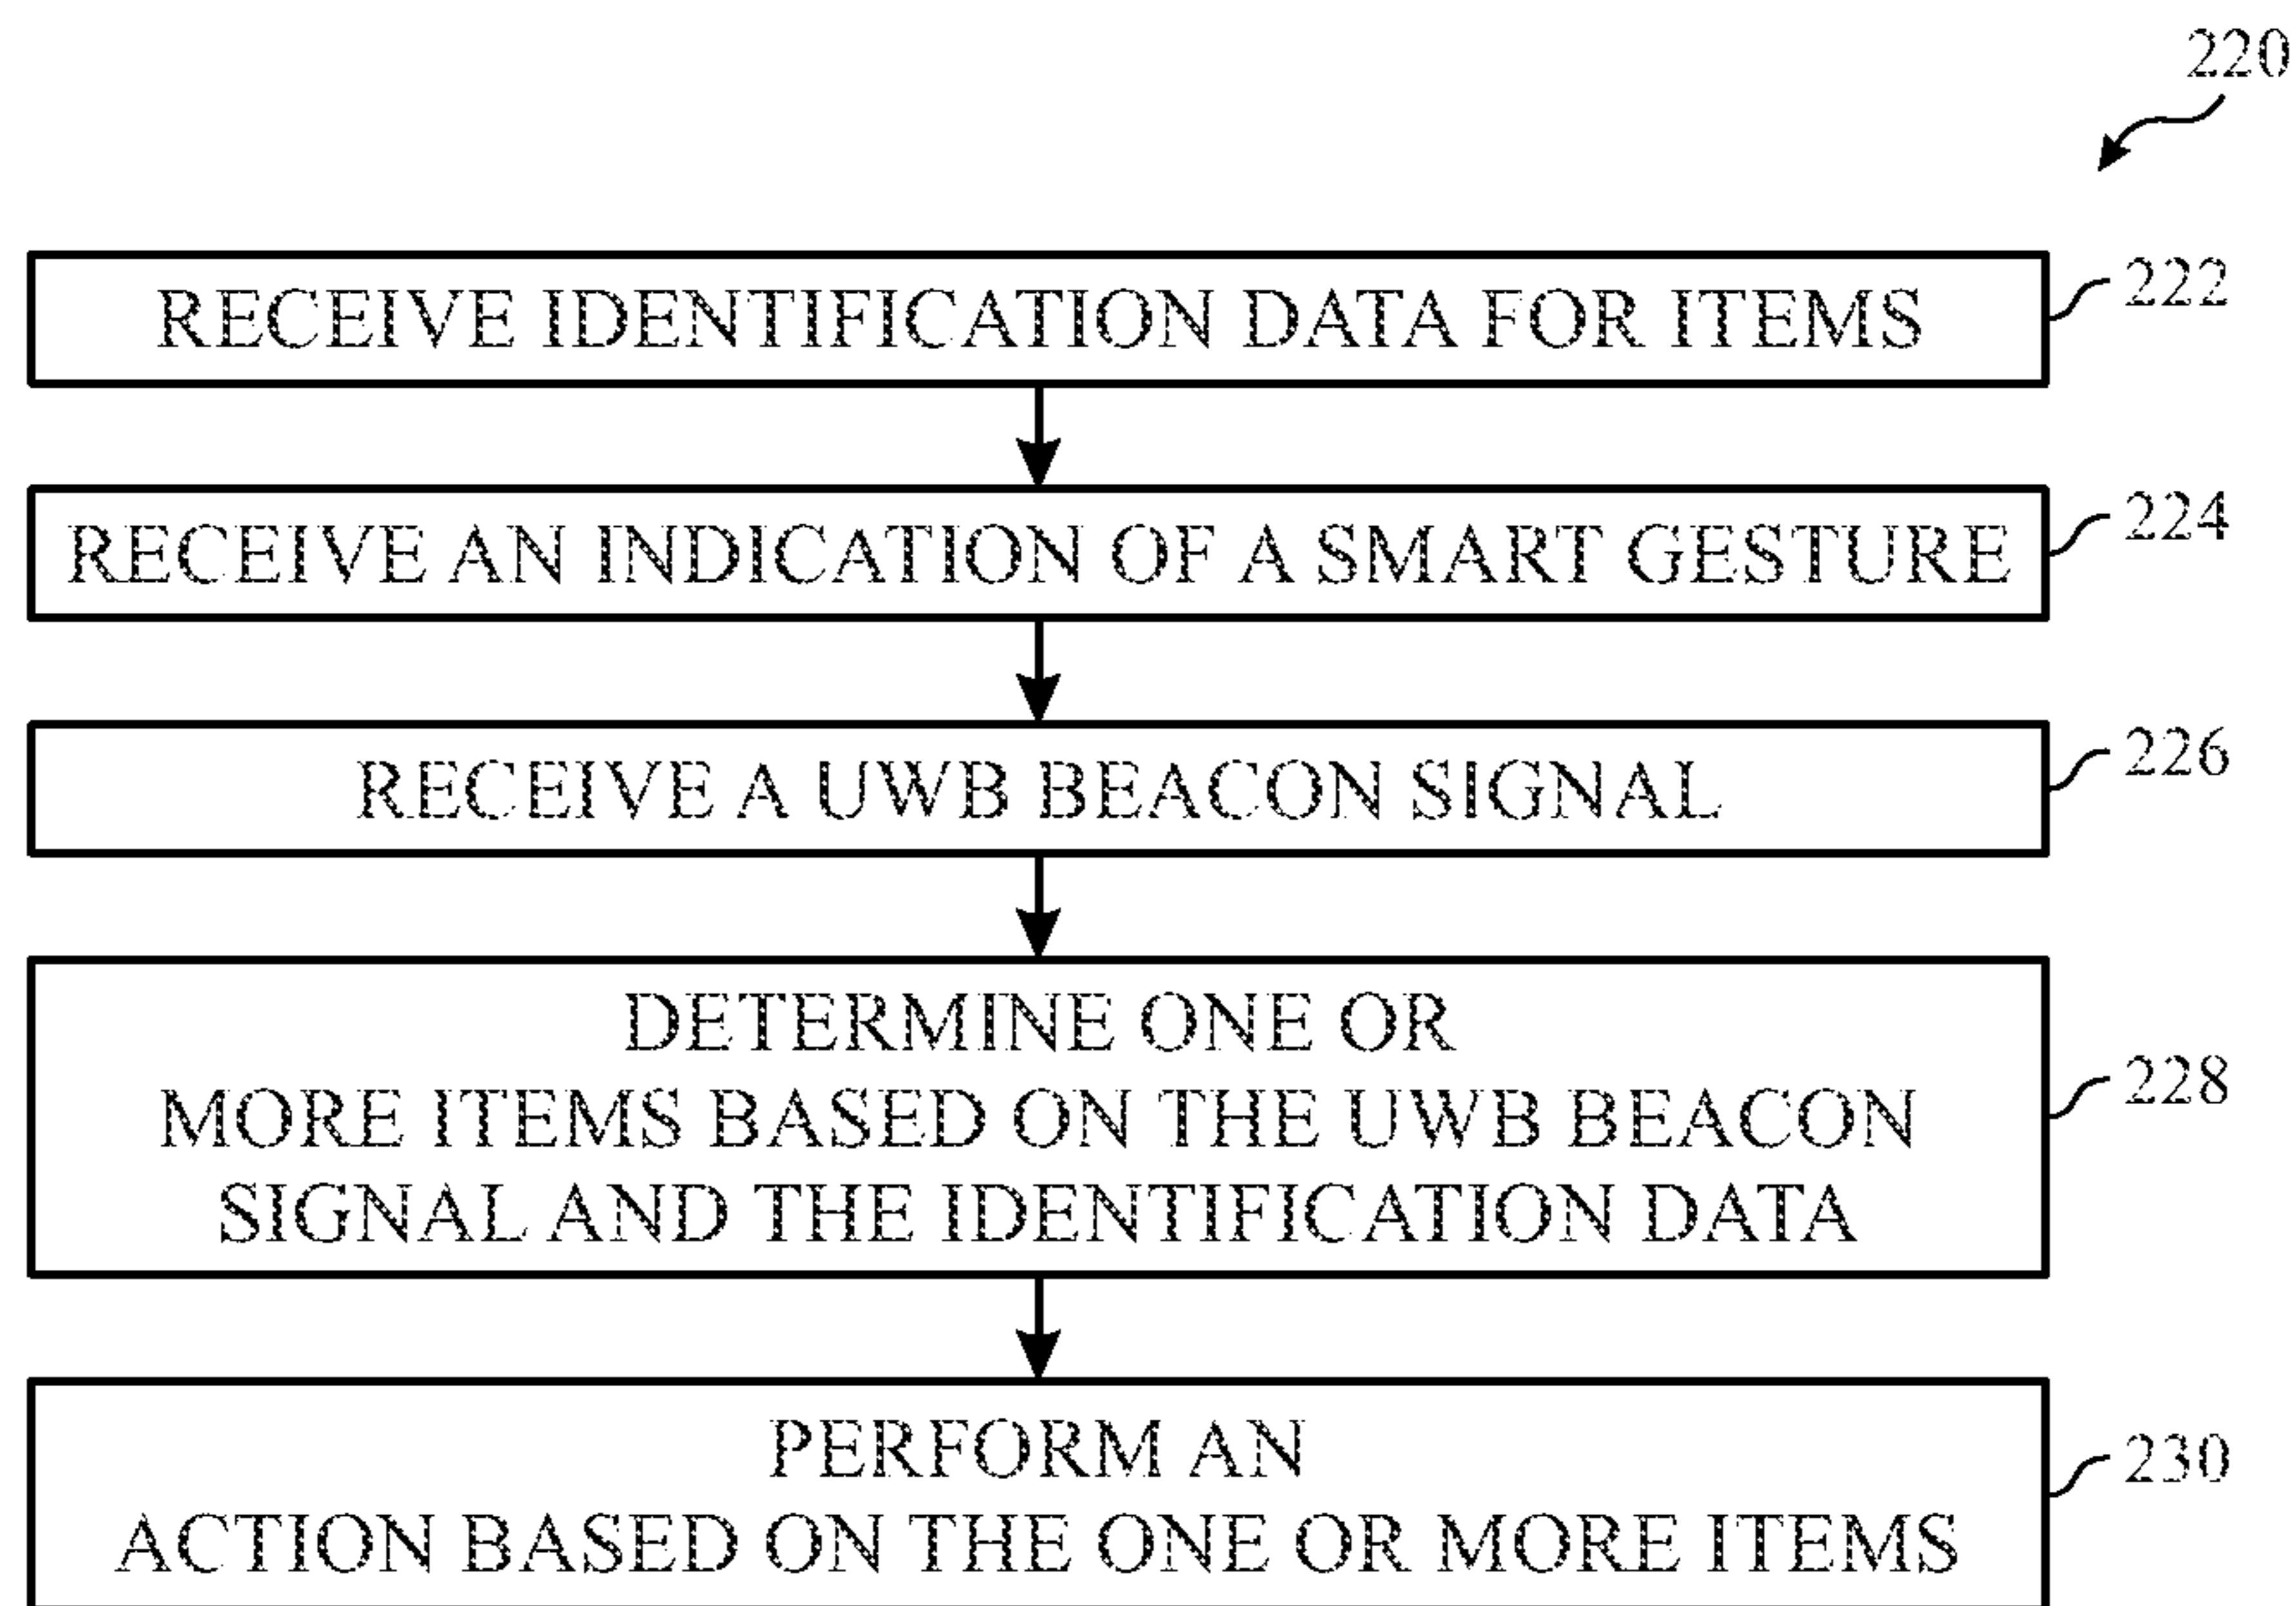 220
RECEIVE IDENTIFICATION DATA FOR ITEMS
222
RECEIVE AN INDICATION OF A SMART GESTURE
224
RECEIVE A UWB BEACON SIGNAL
226
DETERMINE ONE OR
MORE ITEMS BASED ON THE UWB BEACON
SIGNAL AND THE IDENTIFICATION DATA
228
PERFORM AN
ACTION BASED ON THE ONE OR MORE ITEMS
230